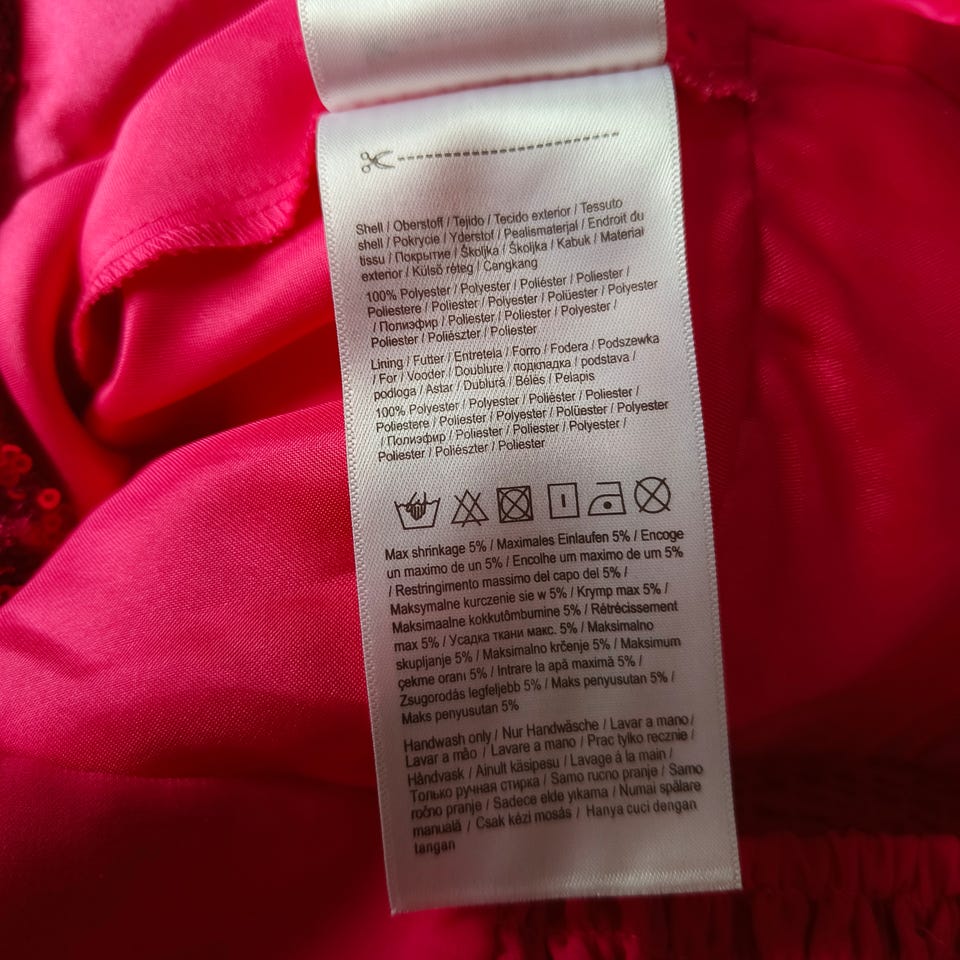 Shell / Oberstoff / Tejido / Tecido exterior / Tessuto
shell / Pokrycie / Yderstof / Pealismaterjal / Endroit du
tissu / Покрытие / Školjka / Školjka / Kabuk / Material
exterior / Külső réteg / Cangkang
100% Polyester / Polyester / Poliéster / Poliester /
Poliestere / Poliester / Polyester / Polüester / Polyester
/ Полиэфир / Poliester / Poliester / Polyester /
Poliester / Poliészter / Poliester
Lining / Futter / Entretela / Forro / Fodera / Podszewka
/ For / Vooder / Doublure / подкладка / podstava /
podloga / Astar / Dublură / Bélés / Pelapis
100% Polyester / Polyester / Poliéster / Poliester /
Poliestere / Poliester / Polyester / Polüester / Polyester
/ Полиэфир / Poliester / Poliester / Polyester /
Poliester / Poliészter / Poliester
Max shrinkage 5% / Maximales Einlaufen 5% / Encoge
un maximo de un 5% / Encolhe um maximo de um 5%
/ Restringimento massimo del capo del 5% /
Maksymalne kurczenie sie w 5% / Krymp max 5% /
Maksimaalne kokkutõmbumine 5% / Rétrécissement
max 5% / Усадка ткани макс. 5% / Maksimalno
skupljanje 5% / Maksimalno krčenje 5% / Maksimum
çekme oranı 5% / Intrare la apă maximă 5% /
Zsugorodás legfeljebb 5% / Maks penyusutan 5% /
Maks penyusutan 5%
Handwash only / Nur Handwäsche / Lavar a mano /
Lavar a mão / Lavare a mano / Prac tylko recznie /
Håndvask / Ainult käsipesu / Lavage à la main /
Только ручная стирка / Samo rucno pranje / Samo
ročno pranje / Sadece elde yıkama / Numai spălare
manuală / Csak kézi mosás / Hanya cuci dengan
tangan